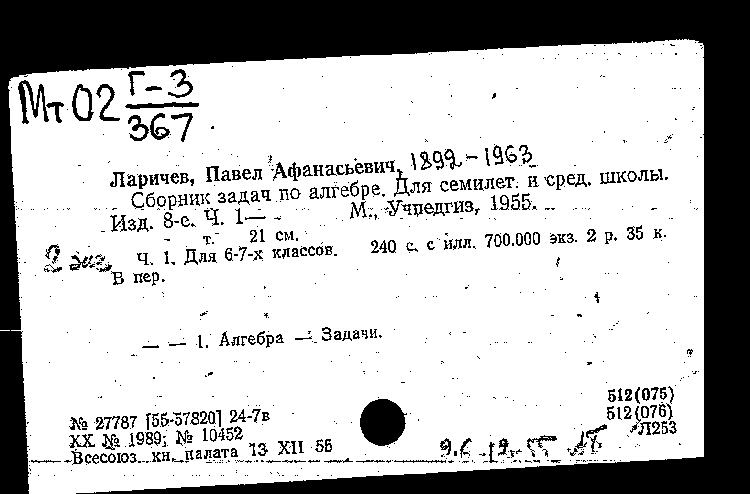 Мт 02 Г-3
367
Ларичев, Павел Афанасьевич, 1892-1963
Сборник задач по алгебре. Для семилет. и сред. школы.
Изд. 8-е. Ч. 1— М., Учпедгиз, 1955.
т. 21 см.
2 экз. Ч. 1. Для 6-7-х классов. 240 с. с илл. 700.000 экз. 2 р. 35 к.
В пер.
— — 1. Алгебра — Задачи.
512(075)
№ 27787 [55-57820] 24-7в 512(076)
XX № 1989; № 10452 Л253
Всесоюз. кн. палата 13 XII 55